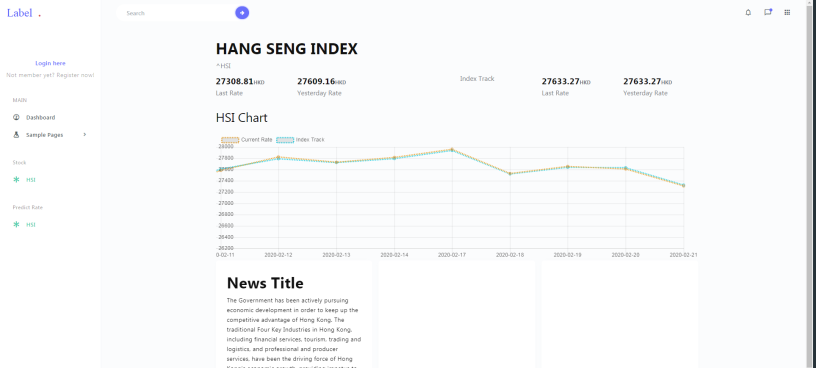 Label .
Search
Login here
Not member yet? Register now!
MAIN
Dashboard
Sample Pages
Stock
HSI
Predict Rate
HSI
HANG SENG INDEX
^HSI
27308.81HKD
Last Rate
27609.16HKD
Yesterday Rate
Index Track
27633.27HKD
Last Rate
27633.27HKD
Yesterday Rate
HSI Chart
Current Rate Index Track
28000
27800
27600
27400
27200
27000
26800
26600
26400
26200
0-02-11 2020-02-12 2020-02-13 2020-02-14 2020-02-17 2020-02-18 2020-02-19 2020-02-20 2020-02-21
News Title
The Government has been actively pursuing
economic development in order to keep up the
competitive advantage of Hong Kong. The
traditional Four Key Industries in Hong Kong,
including financial services, tourism, trading and
logistics, and professional and producer
services, have been the driving force of Hong